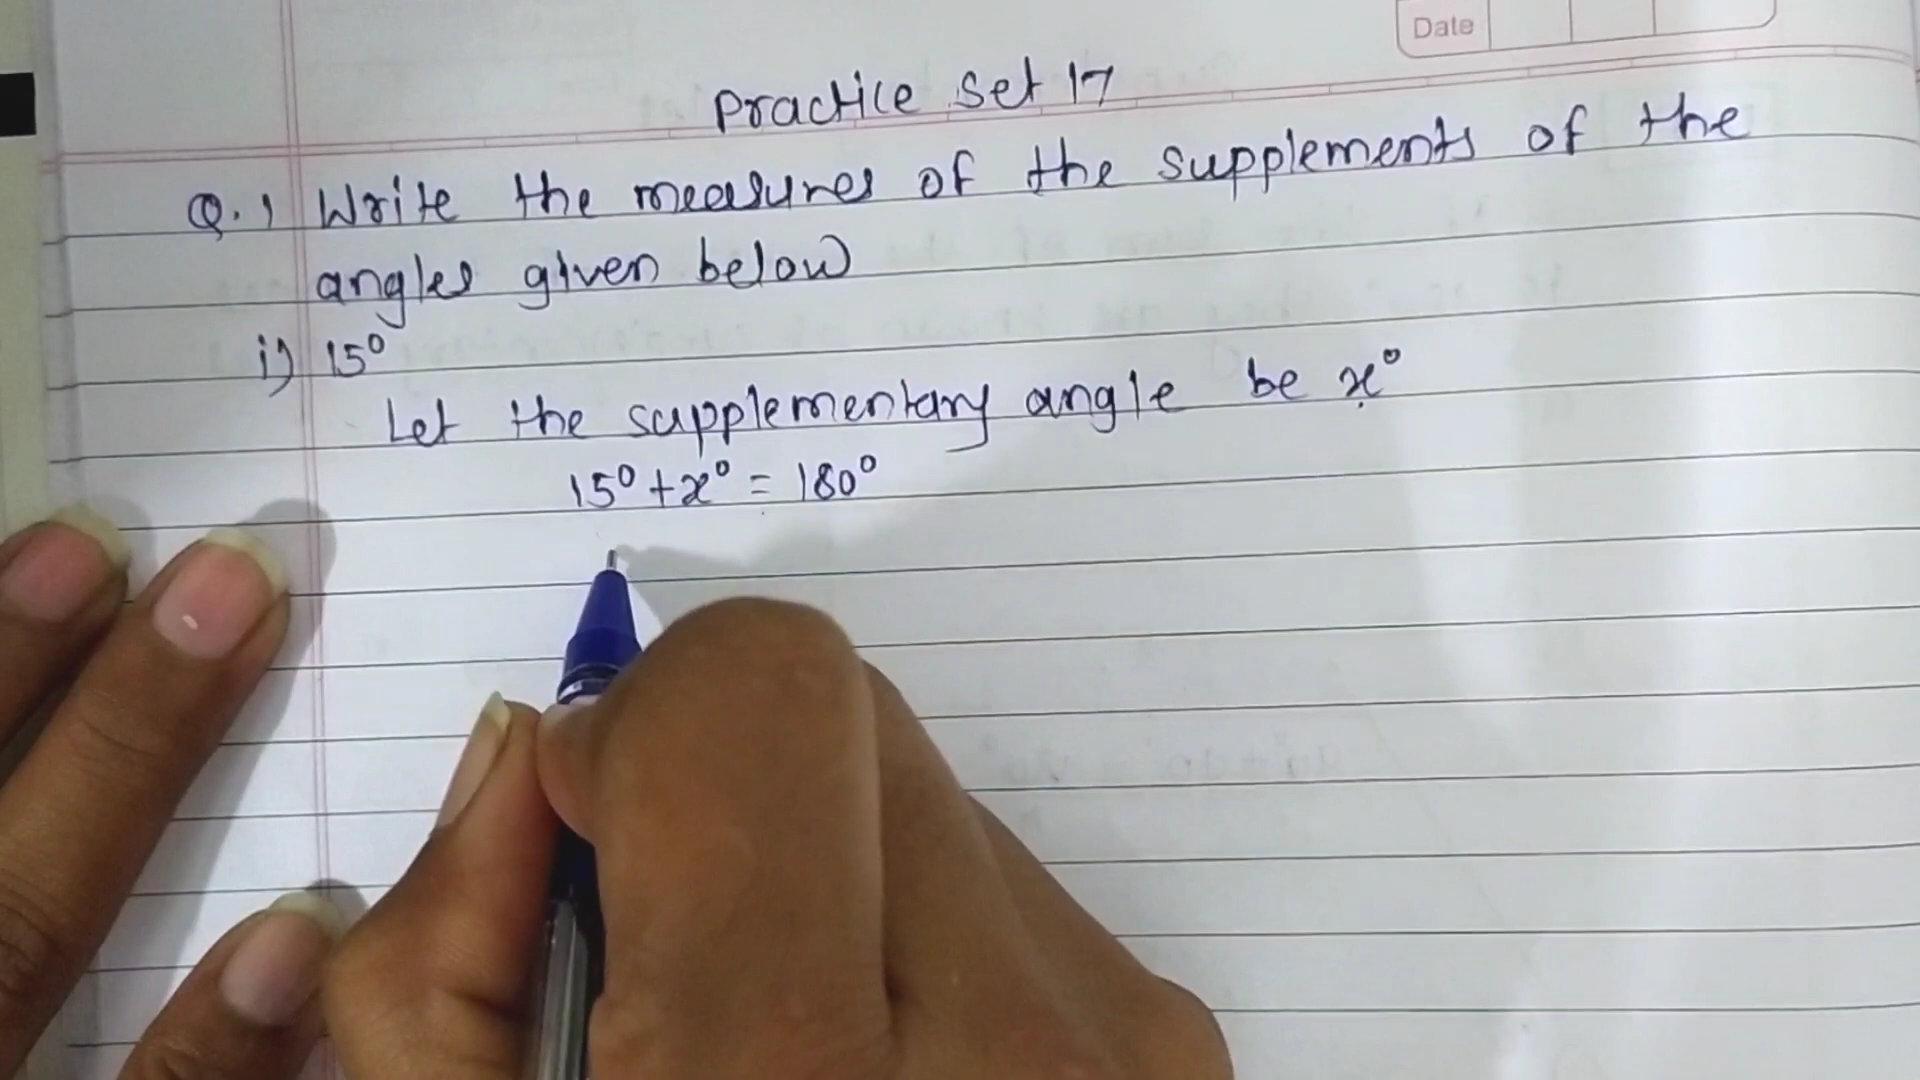 Date
Practice Set 17
Q.1 Write the measures of the supplements of the
angles given below
i) 15°
Let the supplementary angle be x°
15° + x° = 180°